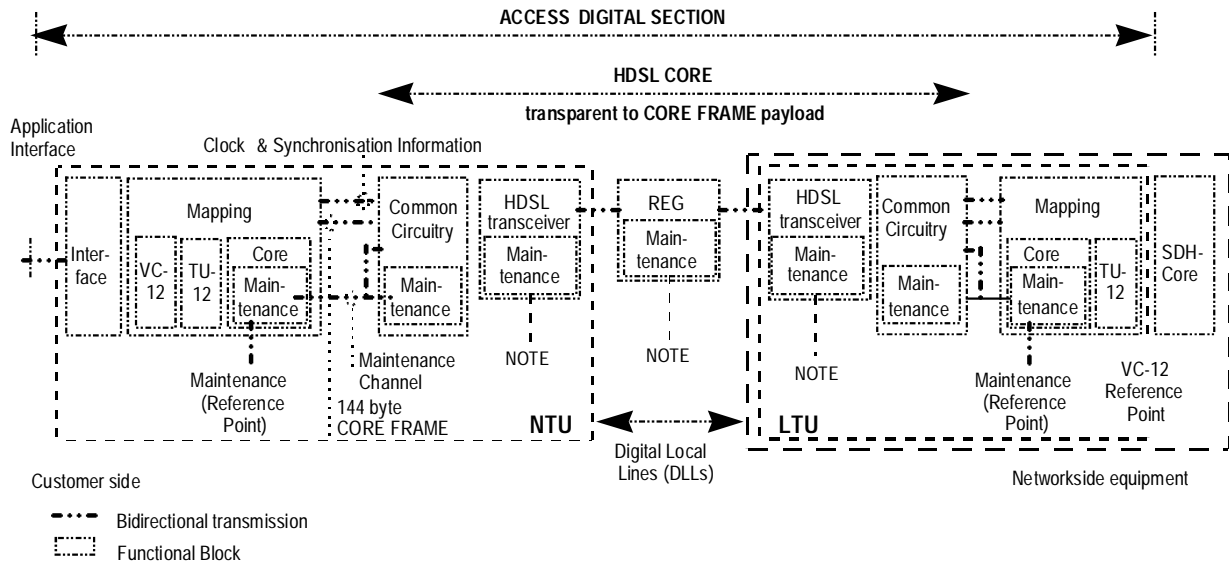 ACCESS DIGITAL SECTION
HDSL CORE
transparent to CORE FRAME payload
Application
Interface
Clock & Synchronisation Information
Inter-
face
Mapping
VC-
12
TU-
12
Core
Main-
tenance
Common
Circuitry
Main-
tenance
HDSL
transceiver
Main-
tenance
REG
Main-
tenance
HDSL
transceiver
Main-
tenance
Common
Circuitry
Main-
tenance
Mapping
Core
Main-
tenance
TU-
12
SDH-
Core
NOTE
NOTE
NOTE
Maintenance
(Reference
Point)
Maintenance
Channel
144 byte
CORE FRAME
NTU
Digital Local
Lines (DLLs)
LTU
Maintenance
(Reference
Point)
VC-12
Reference
Point
Customer side
Networkside equipment
Bidirectional transmission
Functional Block